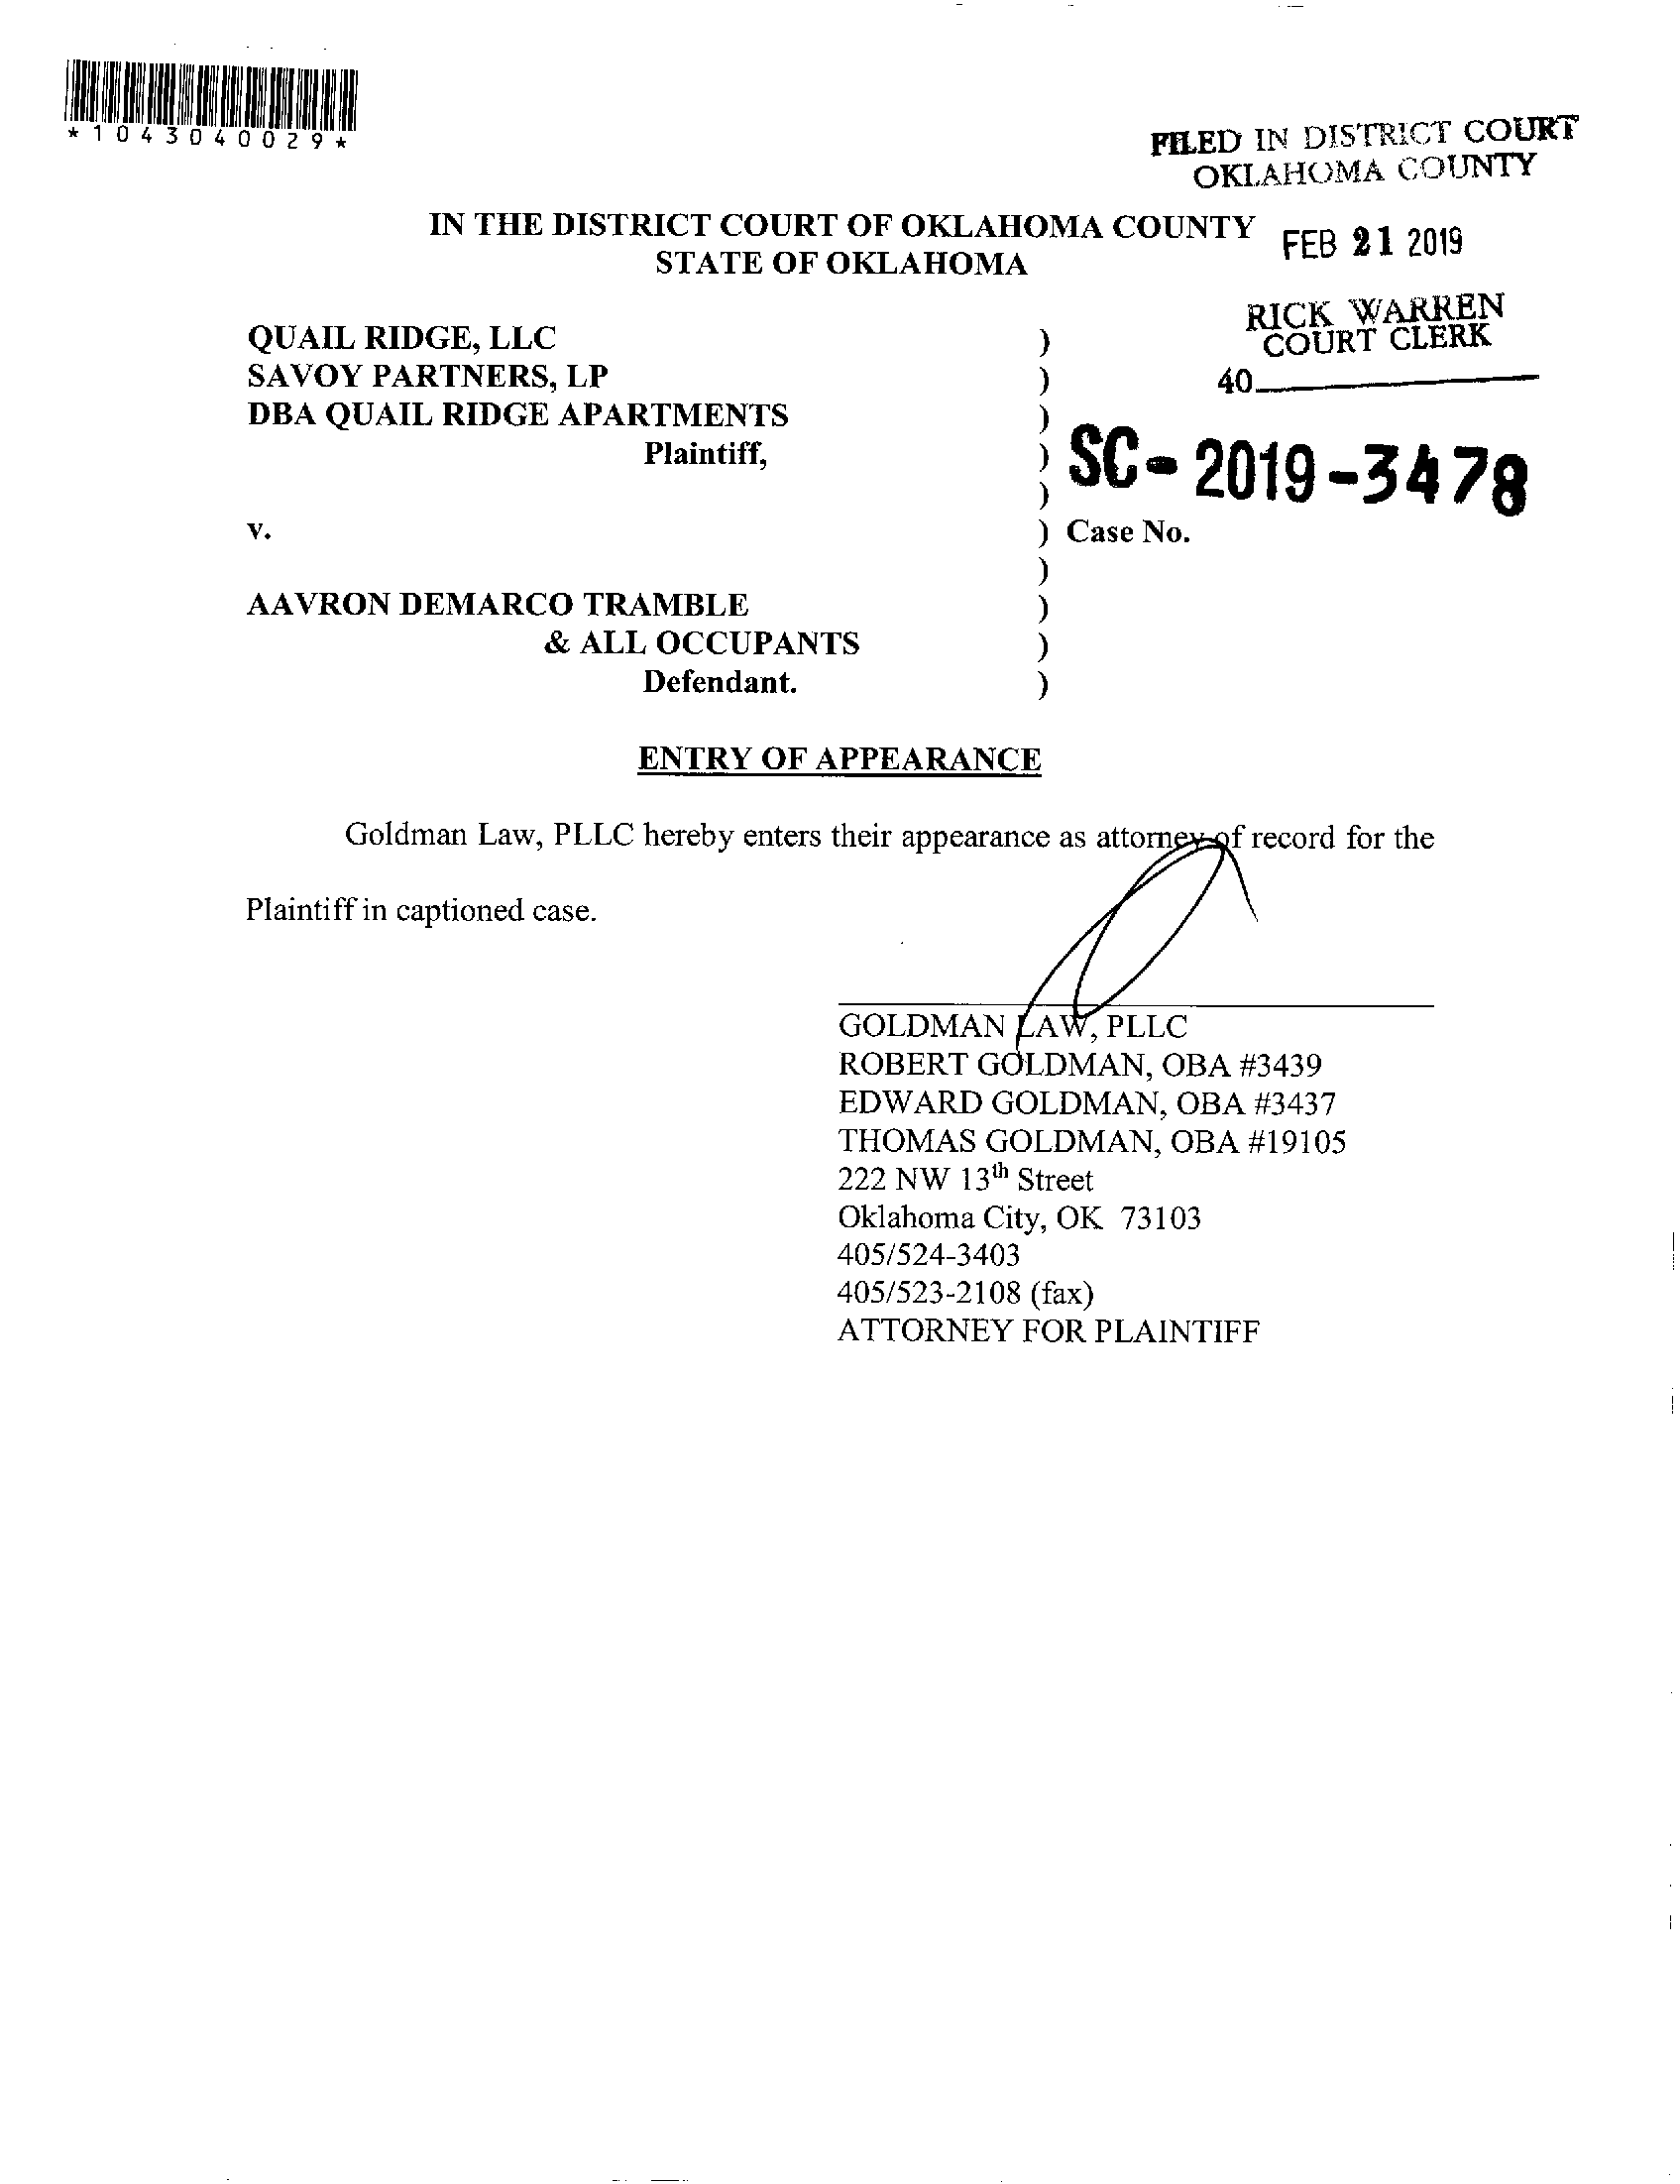 *1043040029*
FILED IN DISTRICT COURT
OKLAHOMA COUNTY
IN THE DISTRICT COURT OF OKLAHOMA COUNTY
STATE OF OKLAHOMA
FEB 21 2019
RICK WARREN
COURT CLERK
40
QUAIL RIDGE, LLC )
SAVOY PARTNERS, LP )
DBA QUAIL RIDGE APARTMENTS )
Plaintiff, )
SC-2019-3478
)
v. ) Case No.
)
AAVRON DEMARCO TRAMBLE )
& ALL OCCUPANTS )
Defendant. )
ENTRY OF APPEARANCE
Goldman Law, PLLC hereby enters their appearance as attorney of record for the
Plaintiff in captioned case.
GOLDMAN LAW, PLLC
ROBERT GOLDMAN, OBA #3439
EDWARD GOLDMAN, OBA #3437
THOMAS GOLDMAN, OBA #19105
222 NW 13th Street
Oklahoma City, OK 73103
405/524-3403
405/523-2108 (fax)
ATTORNEY FOR PLAINTIFF